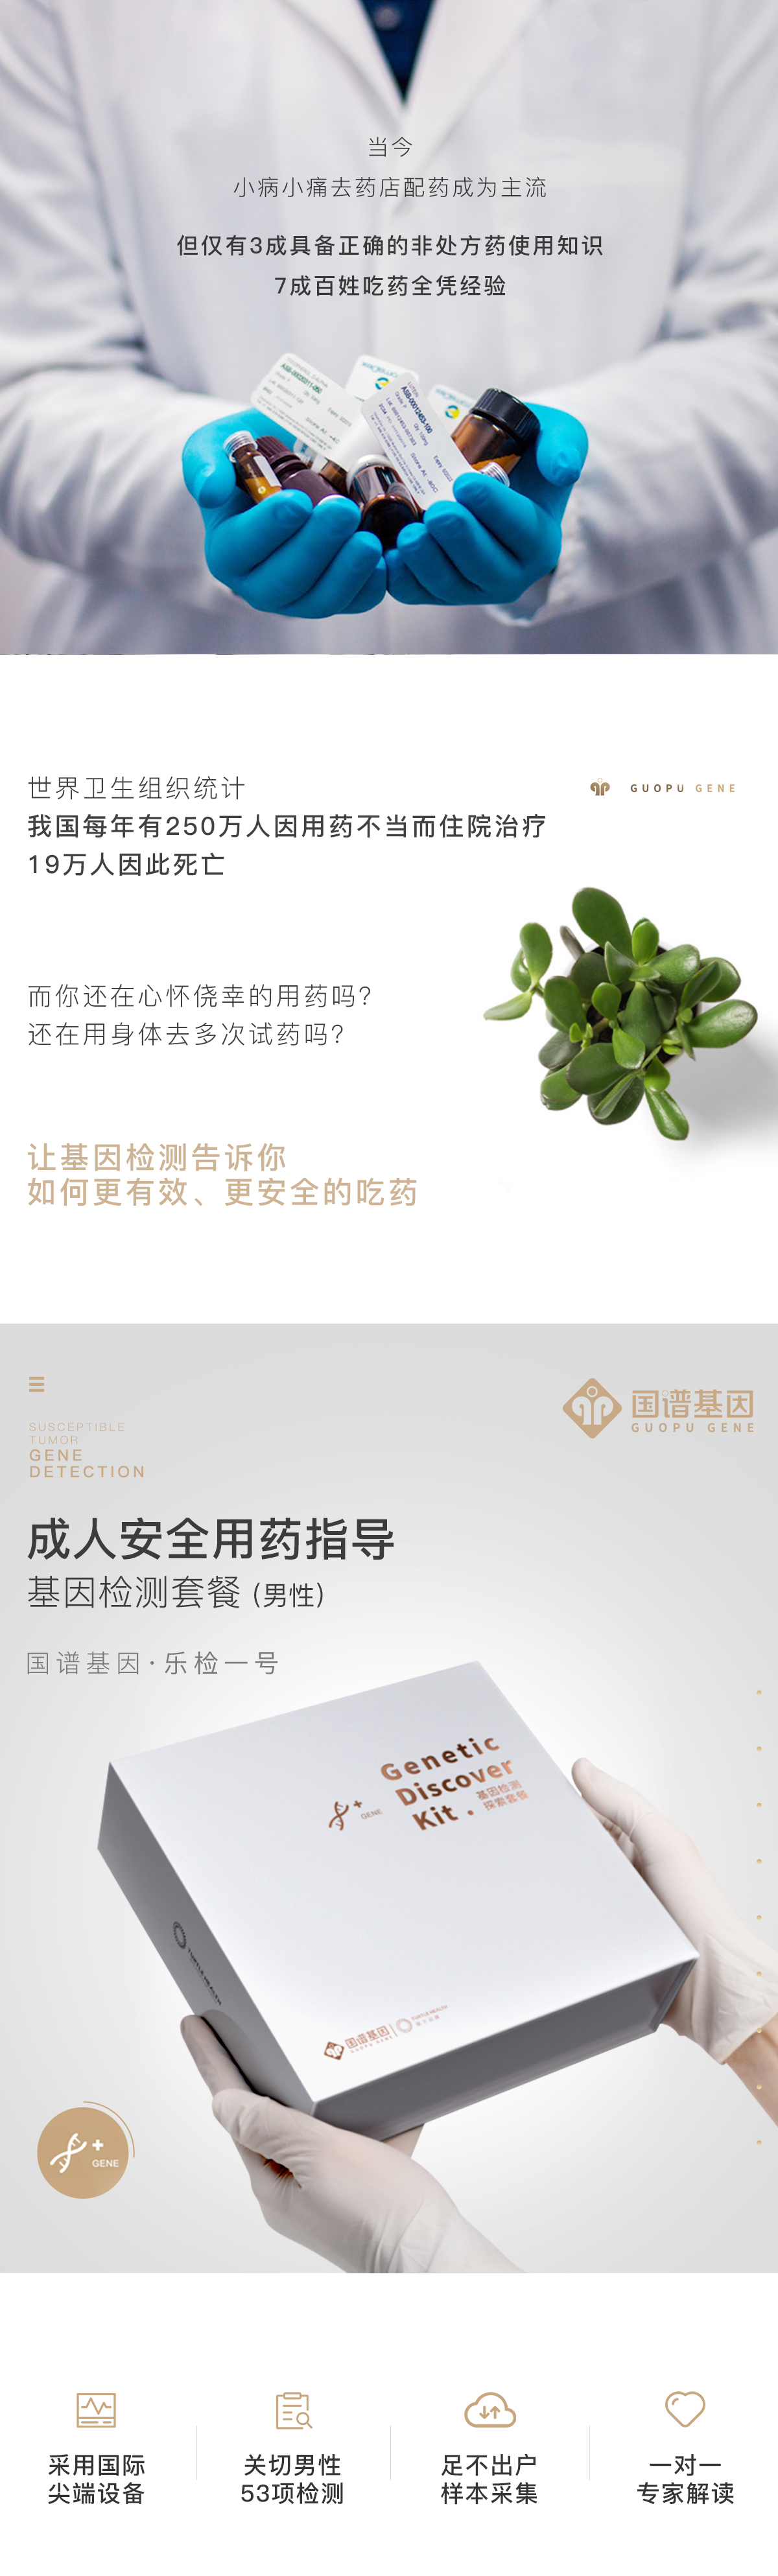 当今
小病小痛去药店配药成为主流
但仅有3成具备正确的非处方药使用知识
7成百姓吃药全凭经验
世界卫生组织统计
GUOPU GENE
我国每年有250万人因用药不当而住院治疗
19万人因此死亡
而你还在心怀侥幸的用药吗？
还在用身体去多次试药吗？
让基因检测告诉你
如何更有效、更安全的吃药
国谱基因
GUOPU GENE
SUSCEPTIBLE
TUMOR
GENE
DETECTION
成人安全用药指导
基因检测套餐 (男性)
国谱基因·乐检一号
Genetic
Discover
Kit .
基因检测
探索套餐
GENE
国谱基因
GUOPU GENE
GENE
采用国际
尖端设备
关切男性
53项检测
足不出户
样本采集
一对一
专家解读